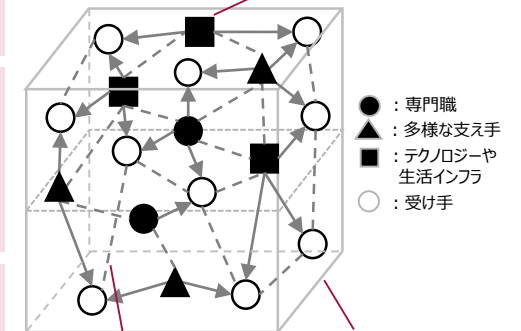 ：専門職
：多様な支え手
：テクノロジーや
生活インフラ
：受け手